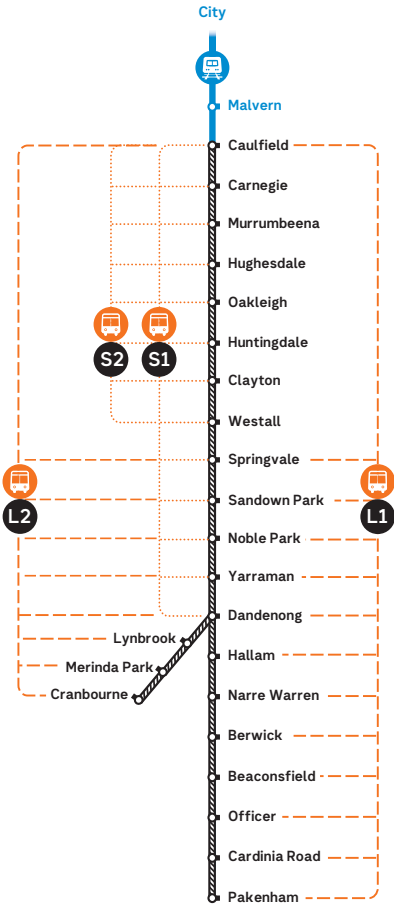 City
Malvern
Caulfield
Carnegie
Murrumbeena
Hughesdale
Oakleigh
Huntingdale
S2
S1
Clayton
Westall
Springvale
Sandown Park
L2
L1
Noble Park
Yarraman
Dandenong
Lynbrook
Hallam
Merinda Park
Cranbourne
Narre Warren
Berwick
Beaconsfield
Officer
Cardinia Road
Pakenham